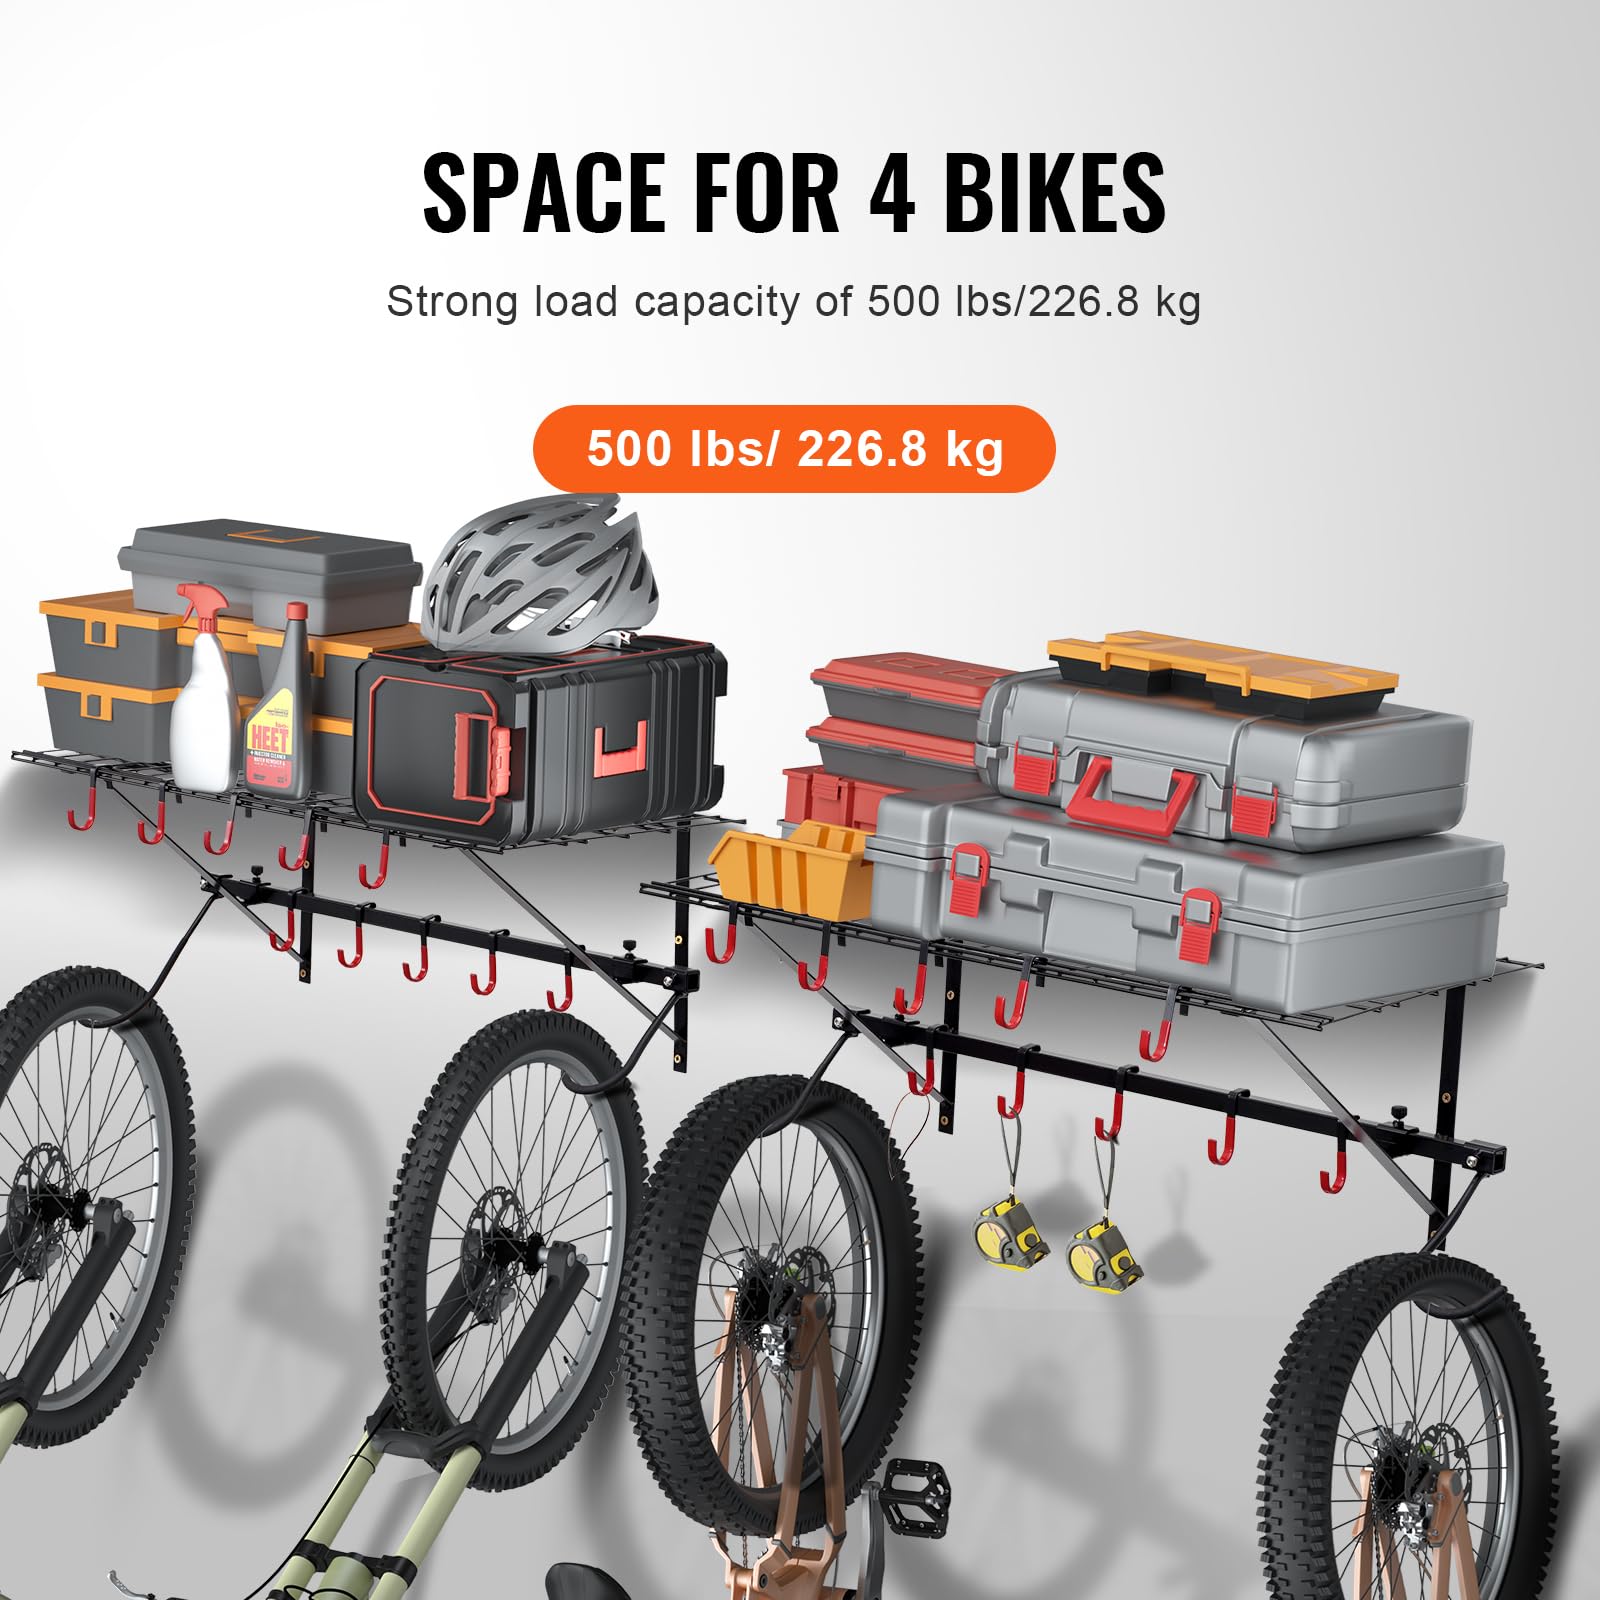 SPACE FOR 4 BIKES
Strong load capacity of 500 lbs/226.8 kg
500 lbs/ 226.8 kg
HEET